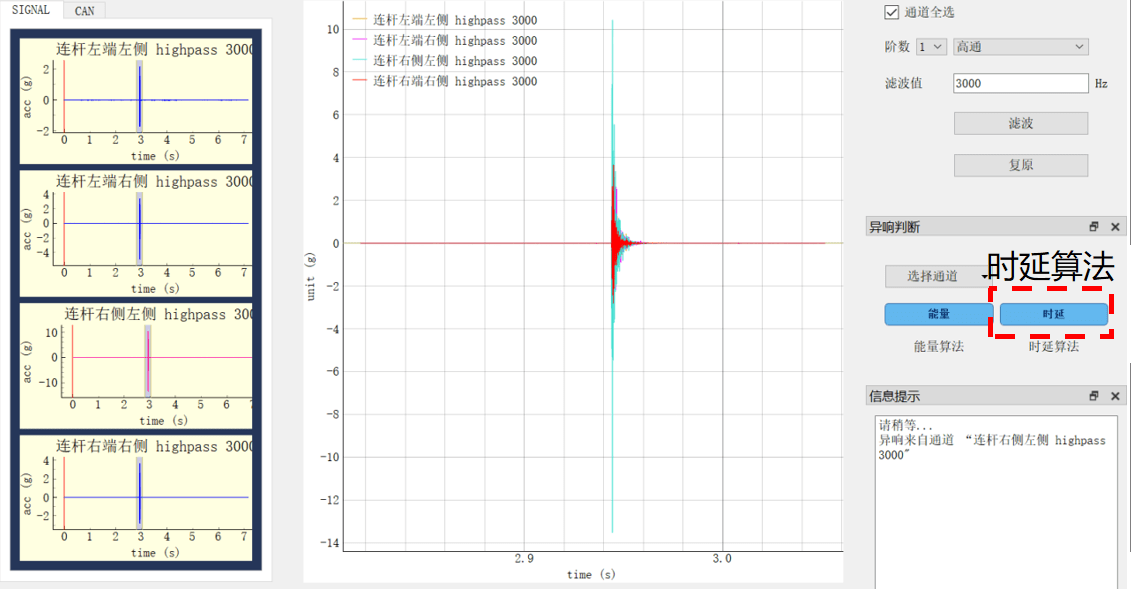 SIGNAL CAN
连杆左端左侧 highpass 3000
acc (g)
2
0
-2
0 1 2 3 4 5 6 7
time (s)
连杆左端右侧 highpass 3000
acc (g)
4
2
0
-2
-4
0 1 2 3 4 5 6 7
time (s)
连杆右侧左侧 highpass 3000
acc (g)
10
0
-10
0 1 2 3 4 5 6
time (s)
连杆右端右侧 highpass 3000
acc (g)
4
2
0
-2
0 1 2 3 4 5 6 7
time (s)
连杆左端左侧 highpass 3000
连杆左端右侧 highpass 3000
连杆右侧左侧 highpass 3000
连杆右端右侧 highpass 3000
unit (g)
10
8
6
4
2
0
-2
-4
-6
-8
-10
-12
-14
2.9 3.0
time (s)
通道全选
阶数 1 高通
滤波值 3000 Hz
滤波
复原
异响判断
选择通道
时延算法
能量 时延
能量算法 时延算法
信息提示
请稍等...
异响来自通道 “连杆右侧左侧 highpass
3000”